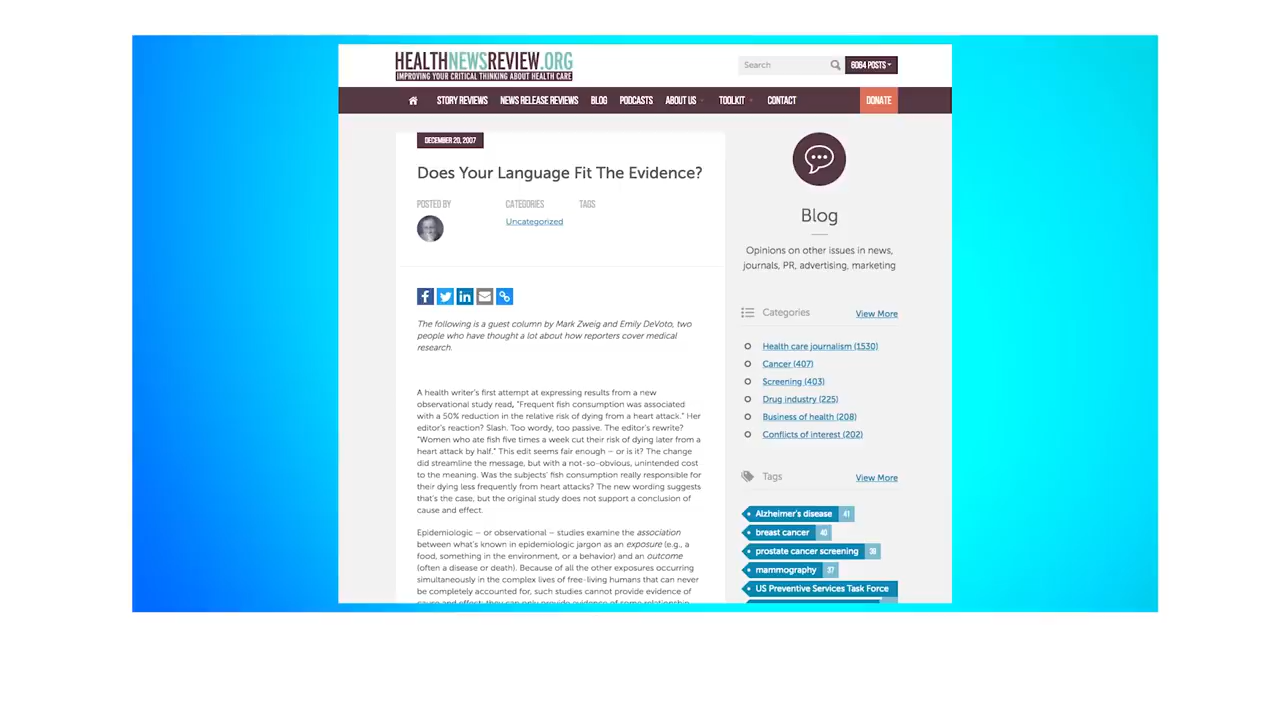 HEALTHNEWSREVIEW.ORG
IMPROVING YOUR CRITICAL THINKING ABOUT HEALTH CARE
Search
6064 POSTS
STORY REVIEWS NEWS RELEASE REVIEWS BLOG PODCASTS ABOUT US TOOLKIT CONTACT DONATE
DECEMBER 20, 2007
Does Your Language Fit The Evidence?
POSTED BY CATEGORIES TAGS
Uncategorized
The following is a guest column by Mark Zweig and Emily DeVoto, two
people who have thought a lot about how reporters cover medical
research.
A health writer's first attempt at expressing results from a new
observational study read, "Frequent fish consumption was associated
with a 50% reduction in the relative risk of dying from a heart attack." Her
editor's reaction? Slash. Too wordy, too passive. The editor's rewrite?
"Women who ate fish five times a week cut their risk of dying later from a
heart attack by half." This edit seems fair enough – or is it? The change
did streamline the message, but with a not-so-obvious, unintended cost
to the meaning. Was the subjects' fish consumption really responsible for
their dying less frequently from heart attacks? The new wording suggests
that's the case, but the original study does not support a conclusion of
cause and effect.
Epidemiologic – or observational – studies examine the association
between what's known in epidemiologic jargon as an exposure (e.g., a
food, something in the environment, or a behavior) and an outcome
(often a disease or death). Because of all the other exposures occurring
simultaneously in the complex lives of free-living humans that can never
be completely accounted for, such studies cannot provide evidence of
cause and effect; they can only provide evidence of some relationship
Blog
Opinions on other issues in news,
journals, PR, advertising, marketing
Categories View More
Health care journalism (1530)
Cancer (407)
Screening (403)
Drug industry (225)
Business of health (208)
Conflicts of interest (202)
Tags View More
Alzheimer's disease 41
breast cancer 40
prostate cancer screening 39
mammography 37
US Preventive Services Task Force